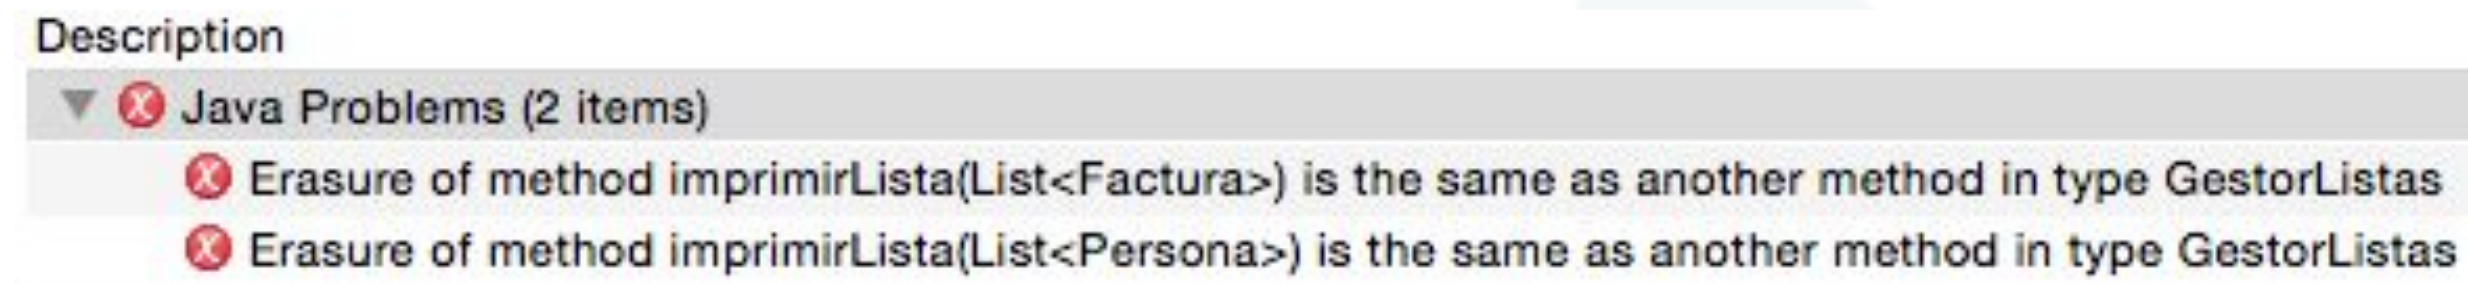 Description
Java Problems (2 items)
Erasure of method imprimirLista(List<Factura>) is the same as another method in type GestorListas
Erasure of method imprimirLista(List<Persona>) is the same as another method in type GestorListas